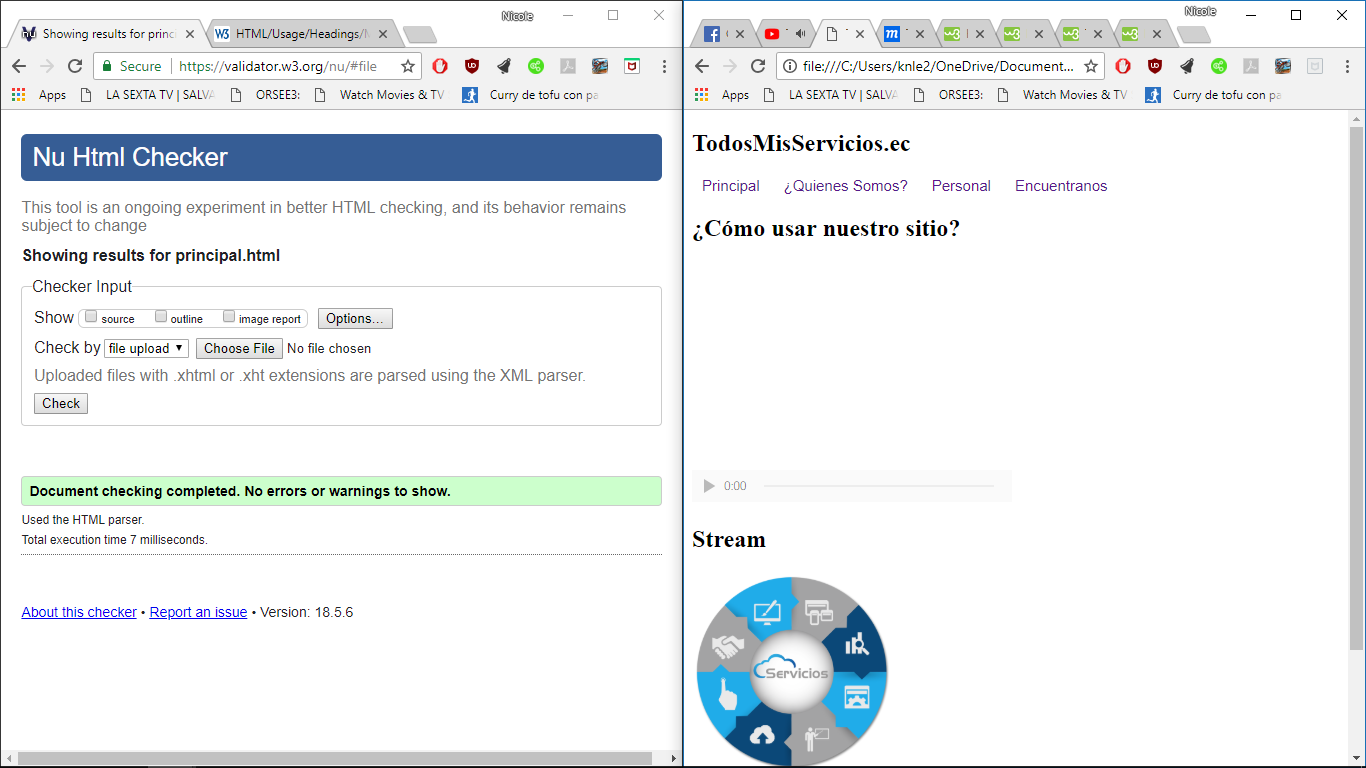 Nicole
Showing results for princ
HTML/Usage/Headings/
Secure
https://validator.w3.org/nu/#file
Apps
LA SEXTA TV | SALVA
ORSEE3:
Watch Movies & TV
Curry de tofu con pa
Nu Html Checker
This tool is an ongoing experiment in better HTML checking, and its behavior remains
subject to change
Showing results for principal.html
Checker Input
Show source outline image report Options...
Check by file upload Choose File No file chosen
Uploaded files with .xhtml or .xht extensions are parsed using the XML parser.
Check
Document checking completed. No errors or warnings to show.
Used the HTML parser.
Total execution time 7 milliseconds.
About this checker • Report an issue • Version: 18.5.6
Nicole
file:///C:/Users/knle2/OneDrive/Document...
Apps
LA SEXTA TV | SALVA
ORSEE3:
Watch Movies & TV
Curry de tofu con pa
TodosMisServicios.ec
Principal ¿Quienes Somos? Personal Encuentranos
¿Cómo usar nuestro sitio?
0:00
Stream
Servicios